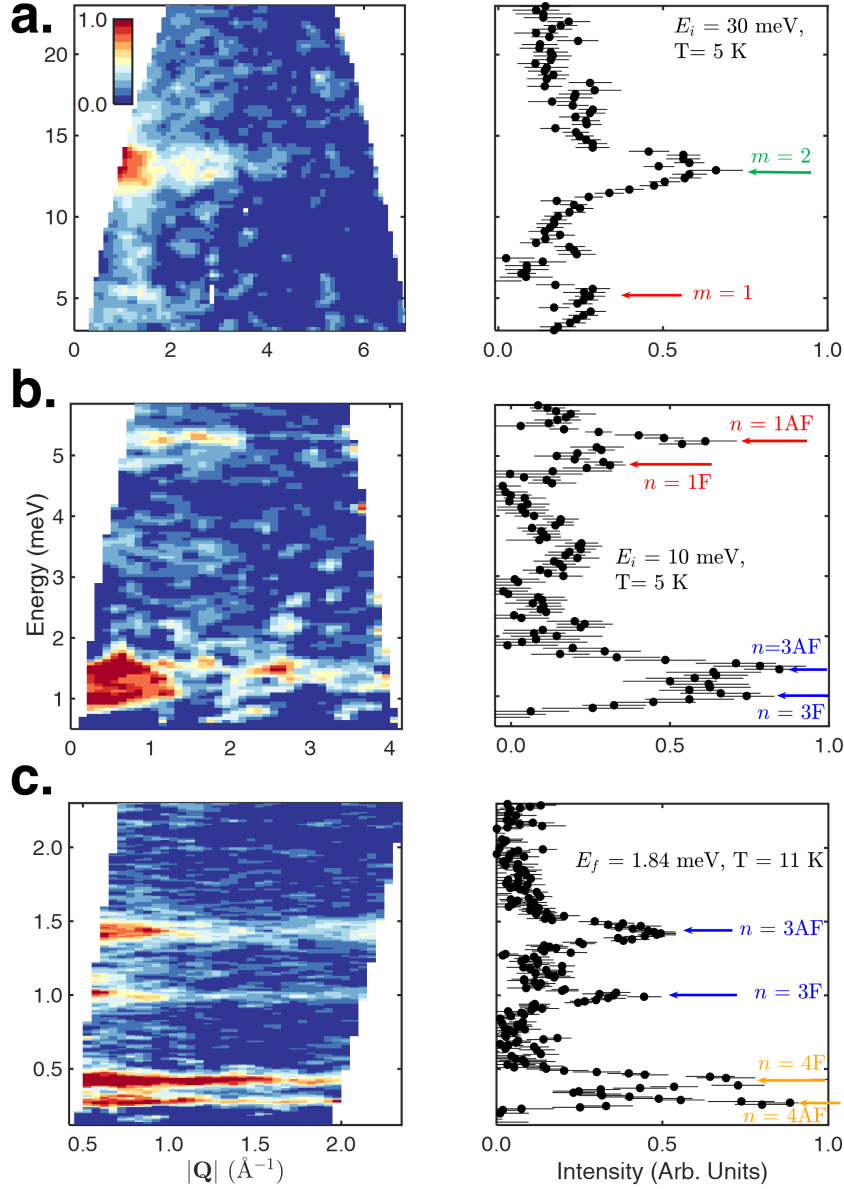 a.
1.0
0.0
20
15
10
5
0 2 4 6
E_i = 30 meV,
T= 5 K
m = 2
m = 1
0.0 0.5 1.0
b.
Energy (meV)
5
4
3
2
1
0 1 2 3 4
n = 1AF
n = 1F
E_i = 10 meV,
T= 5 K
n=3AF
n = 3F
0.0 0.5 1.0
c.
2.0
1.5
1.0
0.5
0.5 1.0 1.5 2.0
|Q| (Å⁻¹)
E_f = 1.84 meV, T = 11 K
n = 3AF
n = 3F
n = 4F
n = 4AF
0.0 0.5 1.0
Intensity (Arb. Units)